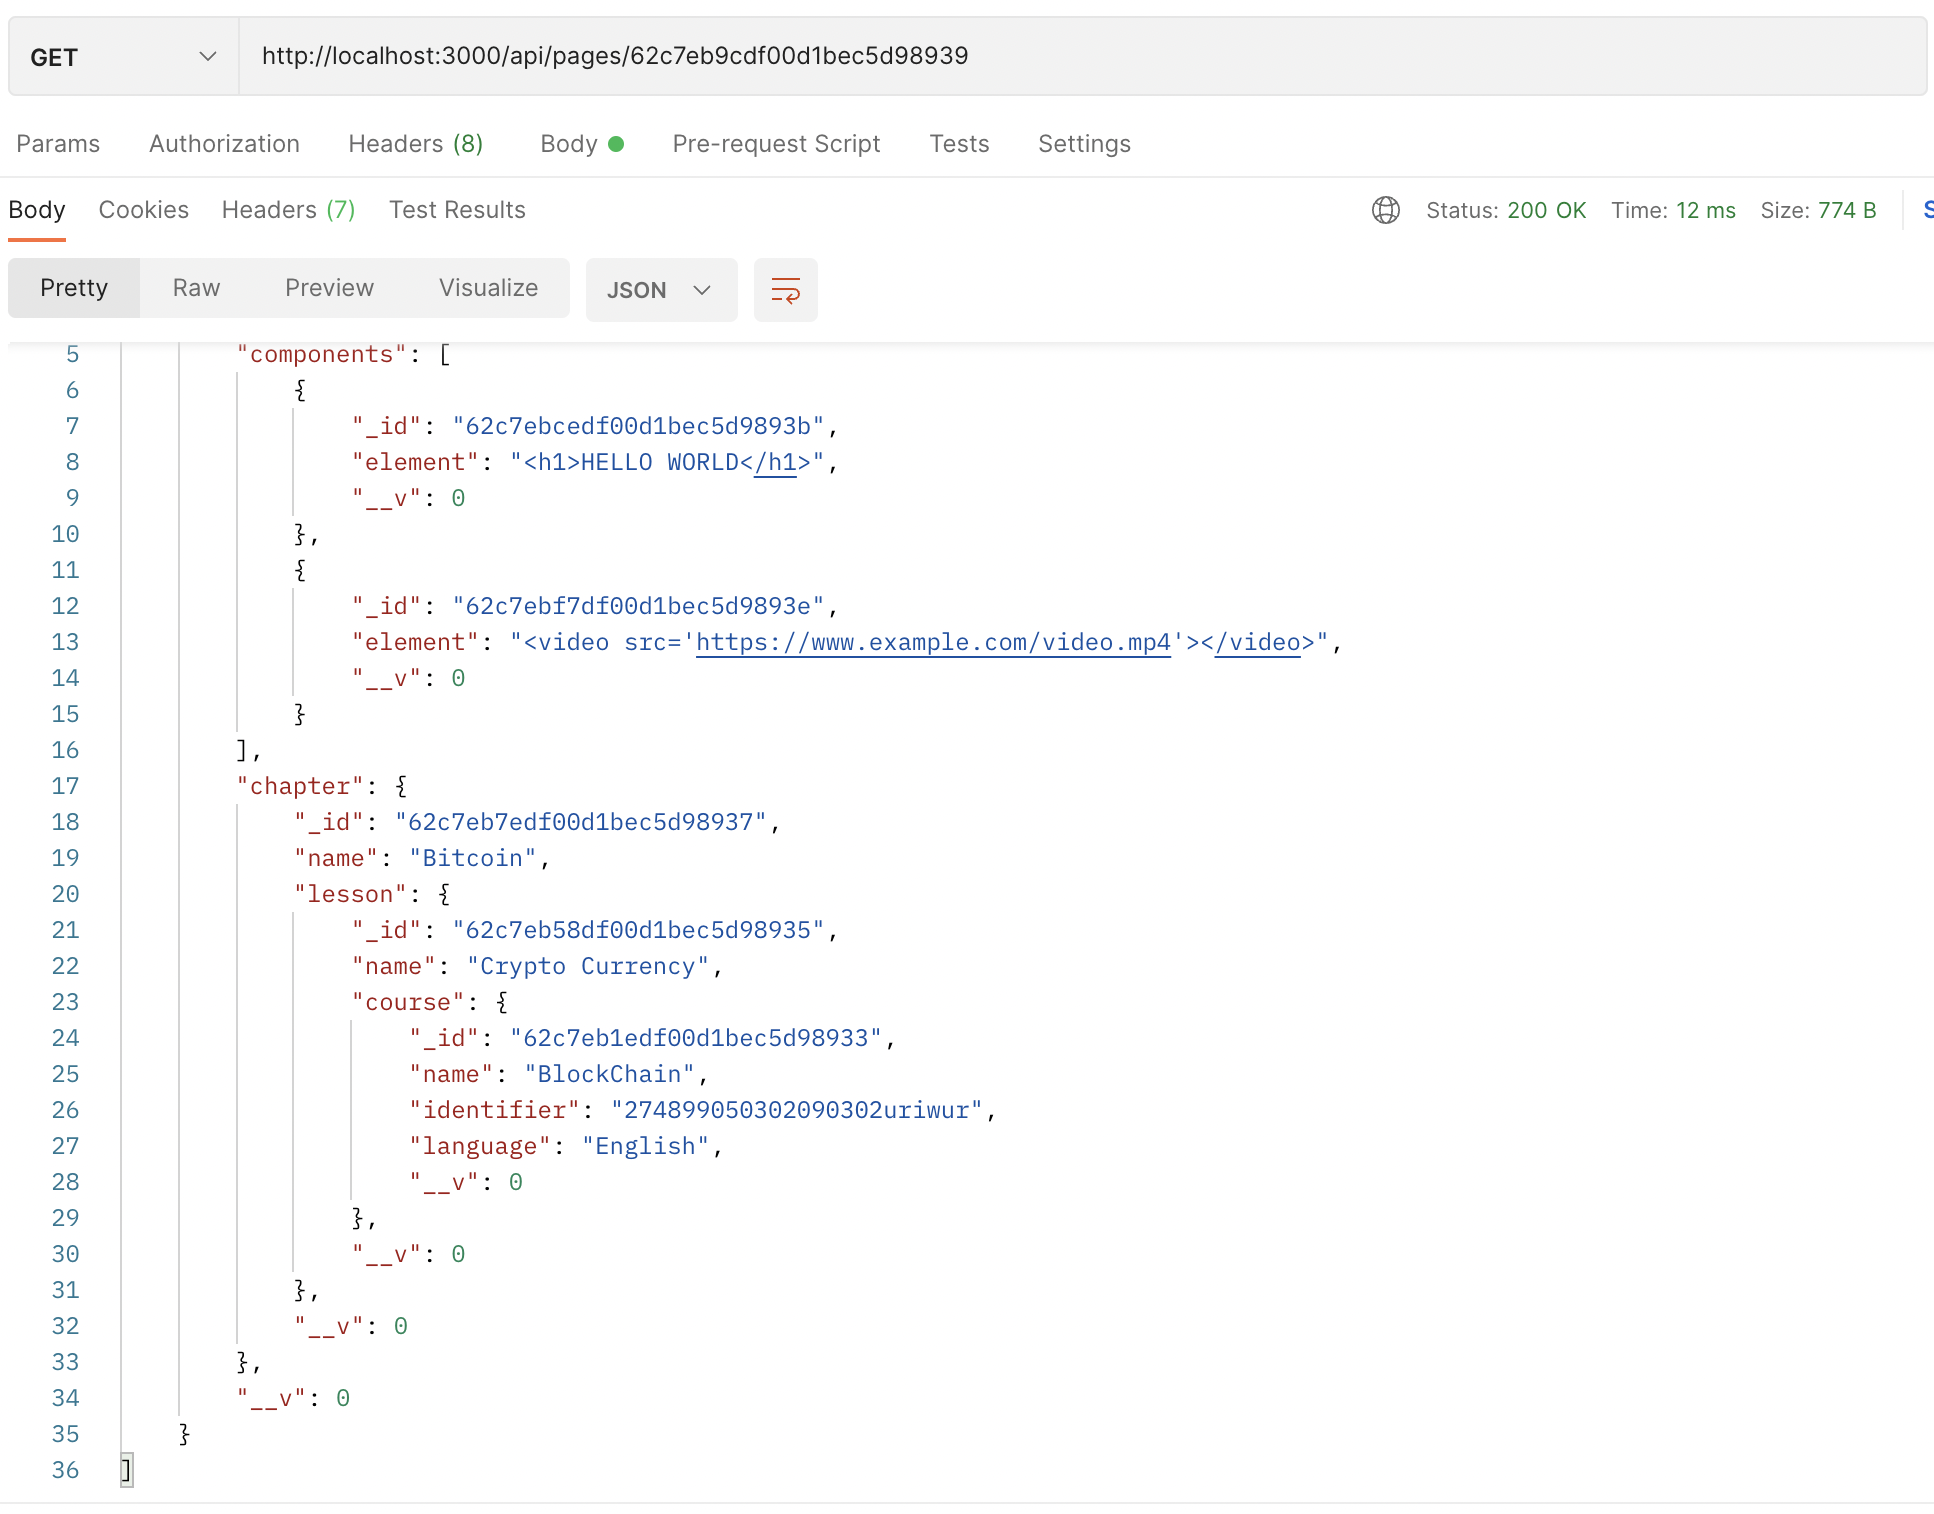 GET http://localhost:3000/api/pages/62c7eb9cdf00d1bec5d98939
Params Authorization Headers (8) Body Pre-request Script Tests Settings
Body Cookies Headers (7) Test Results Status: 200 OK Time: 12 ms Size: 774 B S
Pretty Raw Preview Visualize JSON
5 "components": [
6 {
7 "_id": "62c7ebcedf00d1bec5d9893b",
8 "element": "<h1>HELLO WORLD</h1>",
9 "__v": 0
10 },
11 {
12 "_id": "62c7ebf7df00d1bec5d9893e",
13 "element": "<video src='https://www.example.com/video.mp4'></video>",
14 "__v": 0
15 }
16 ],
17 "chapter": {
18 "_id": "62c7eb7edf00d1bec5d98937",
19 "name": "Bitcoin",
20 "lesson": {
21 "_id": "62c7eb58df00d1bec5d98935",
22 "name": "Crypto Currency",
23 "course": {
24 "_id": "62c7eb1edf00d1bec5d98933",
25 "name": "BlockChain",
26 "identifier": "274899050302090302uriwur",
27 "language": "English",
28 "__v": 0
29 },
30 "__v": 0
31 },
32 "__v": 0
33 },
34 "__v": 0
35 }
36 ]